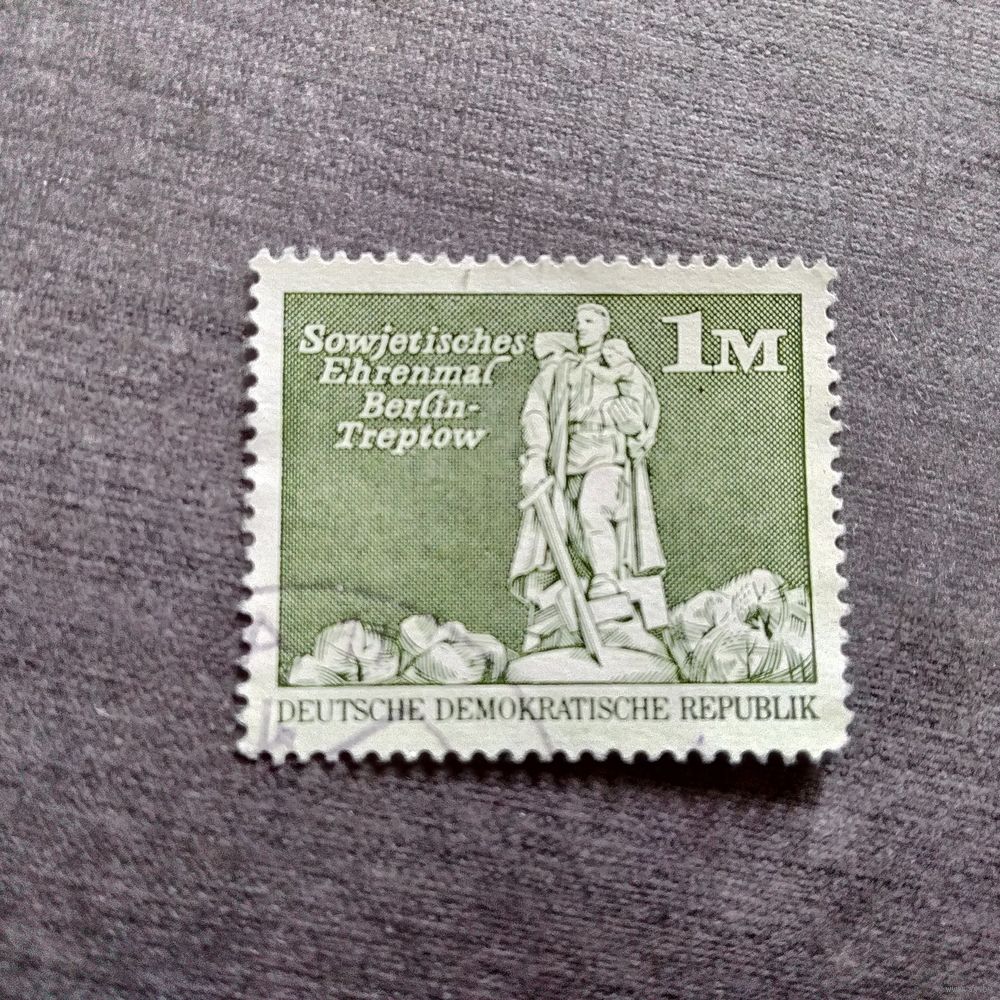 Sowjetisches
Ehrenmal
Berlin-
Treptow
1M
DEUTSCHE DEMOKRATISCHE REPUBLIK